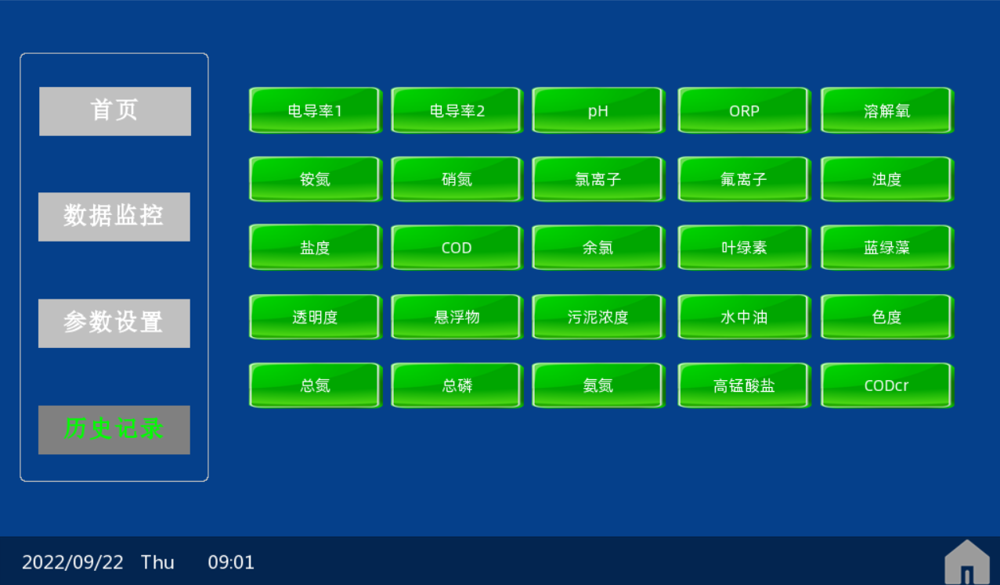 首页
数据监控
参数设置
历史记录
电导率1 电导率2 pH ORP 溶解氧
铵氮 硝氮 氯离子 氟离子 浊度
盐度 COD 余氯 叶绿素 蓝绿藻
透明度 悬浮物 污泥浓度 水中油 色度
总氮 总磷 氨氮 高锰酸盐 CODcr
2022/09/22 Thu 09:01